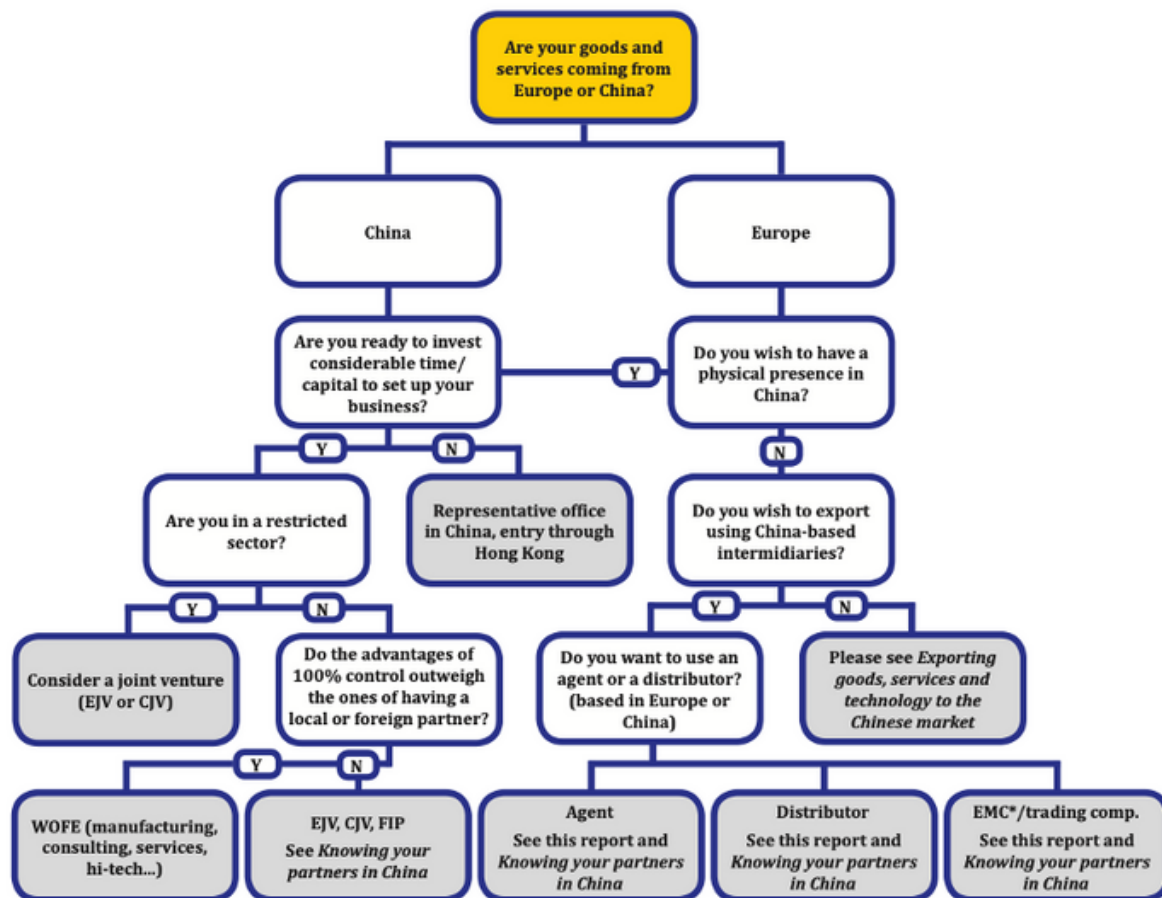 Are your goods and
services coming from
Europe or China?
China
Europe
Are you ready to invest
considerable time/
capital to set up your
business?
Y
Do you wish to have a
physical presence in
China?
Y
N
N
Are you in a restricted
sector?
Representative office
in China, entry through
Hong Kong
Do you wish to export
using China-based
intermidiaries?
Y
N
Y
N
Consider a joint venture
(EJV or CJV)
Do the advantages of
100% control outweigh
the ones of having a
local or foreign partner?
Do you want to use an
agent or a distributor?
(based in Europe or
China)
Please see Exporting
goods, services and
technology to the
Chinese market
Y
N
WOFE (manufacturing,
consulting, services,
hi-tech...)
EJV, CJV, FIP
See Knowing your
partners in China
Agent
See this report and
Knowing your partners
in China
Distributor
See this report and
Knowing your partners
in China
EMC*/trading comp.
See this report and
Knowing your partners
in China